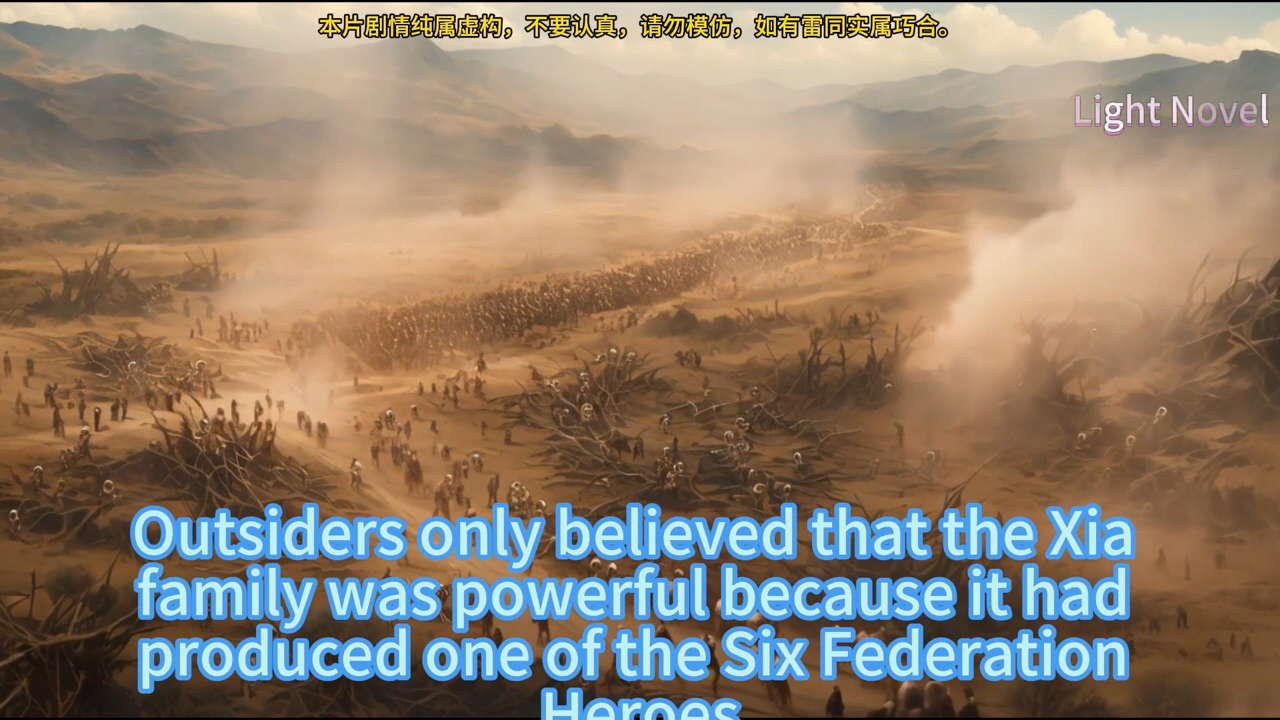 本片剧情纯属虚构，不要认真，请勿模仿，如有雷同实属巧合。
Light Novel
Outsiders only believed that the Xia
family was powerful because it had
produced one of the Six Federation
Heroes